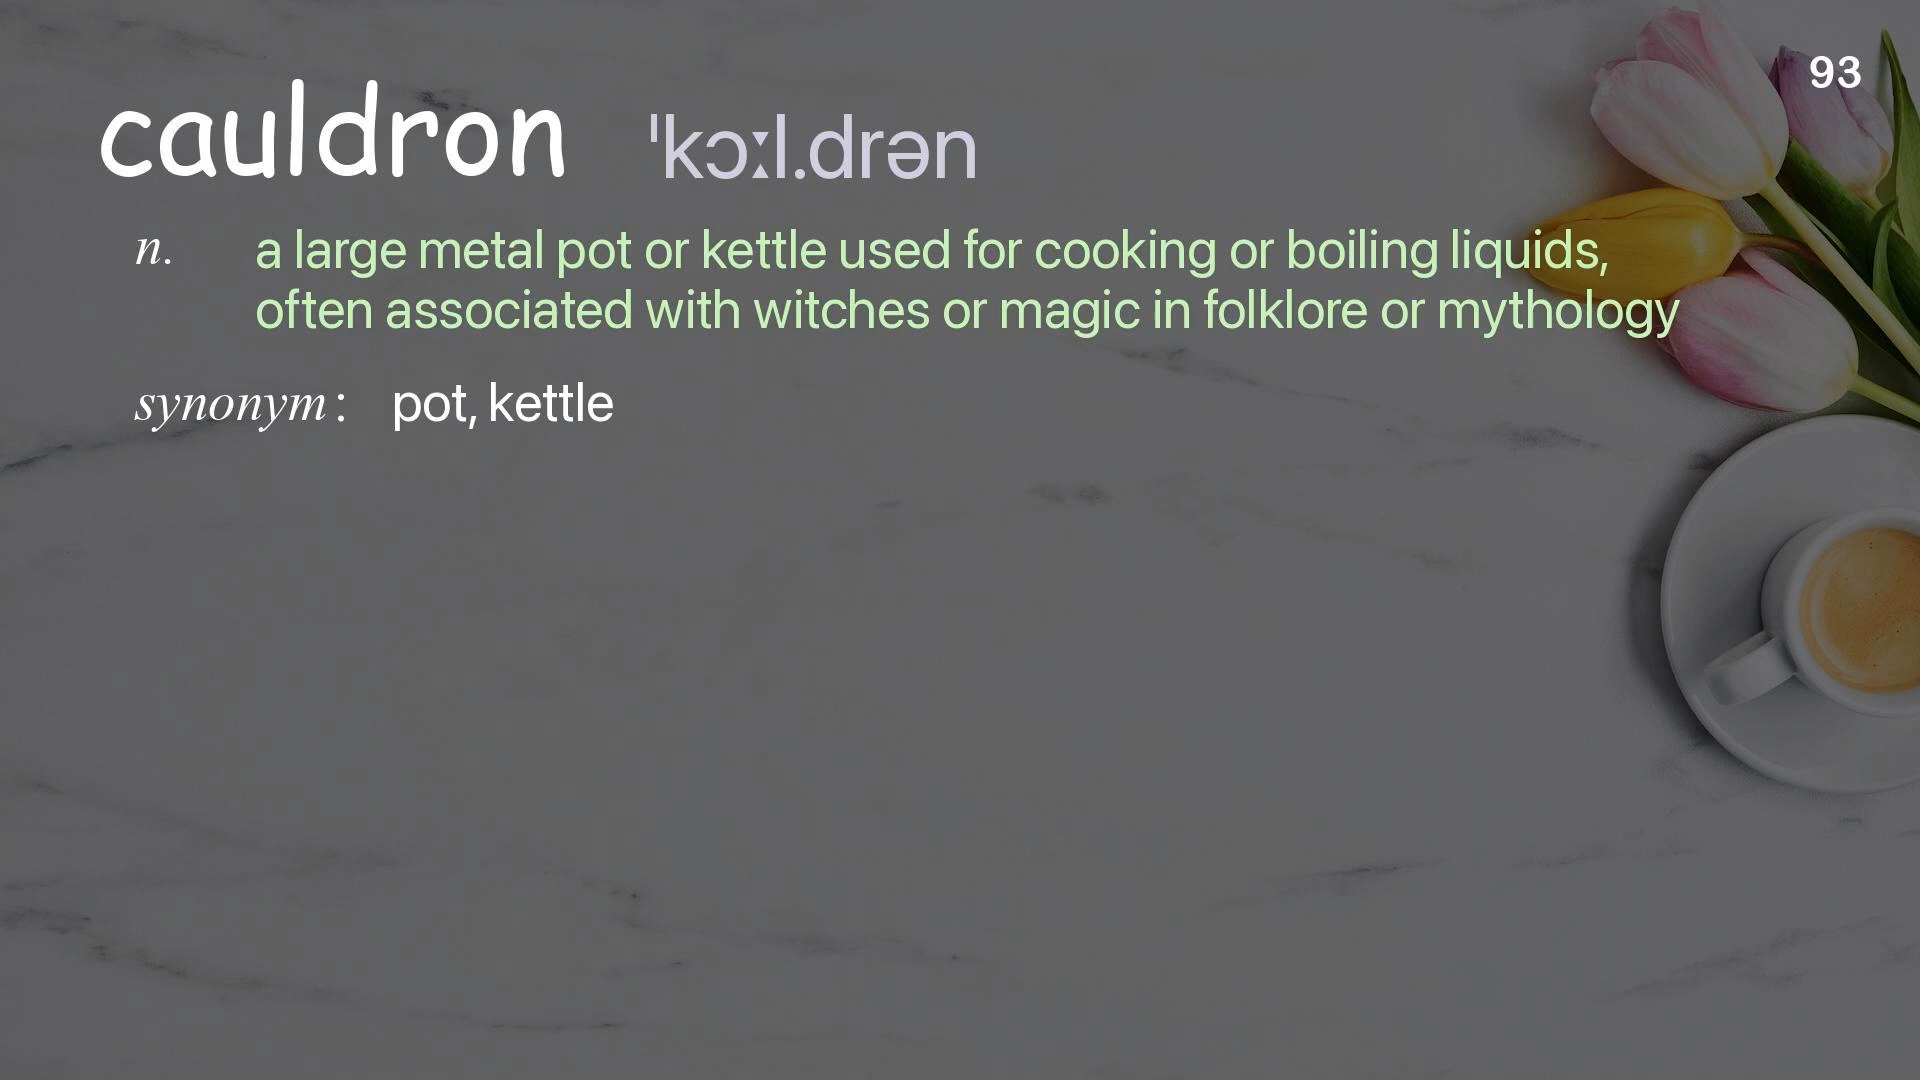 93
cauldron ˈkɔːl.drən
n. a large metal pot or kettle used for cooking or boiling liquids,
often associated with witches or magic in folklore or mythology
synonym: pot, kettle